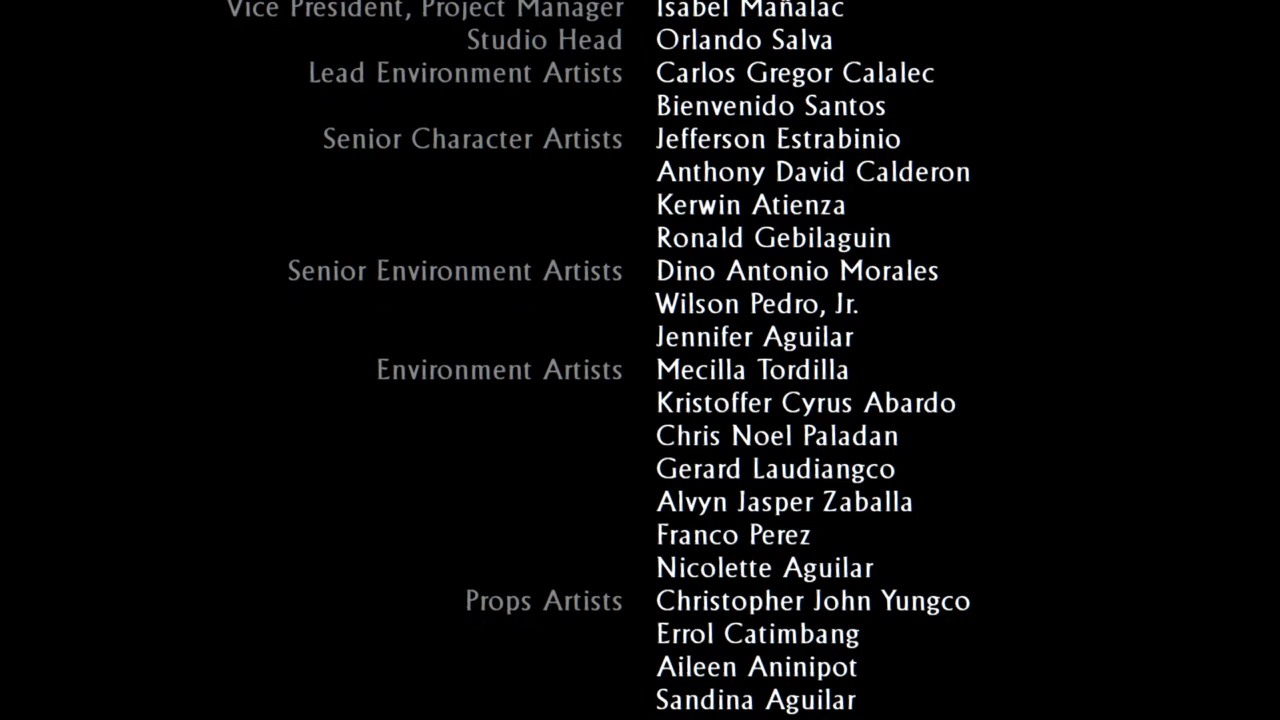 Vice President, Project Manager Isabel Mañalac
Studio Head Orlando Salva
Lead Environment Artists Carlos Gregor Calalec
Bienvenido Santos
Senior Character Artists Jefferson Estrabinio
Anthony David Calderon
Kerwin Atienza
Ronald Gebilaguin
Senior Environment Artists Dino Antonio Morales
Wilson Pedro, Jr.
Jennifer Aguilar
Environment Artists Mecilla Tordilla
Kristoffer Cyrus Abardo
Chris Noel Paladan
Gerard Laudiangco
Alvyn Jasper Zaballa
Franco Perez
Nicolette Aguilar
Props Artists Christopher John Yungco
Errol Catimbang
Aileen Aninipot
Sandina Aguilar